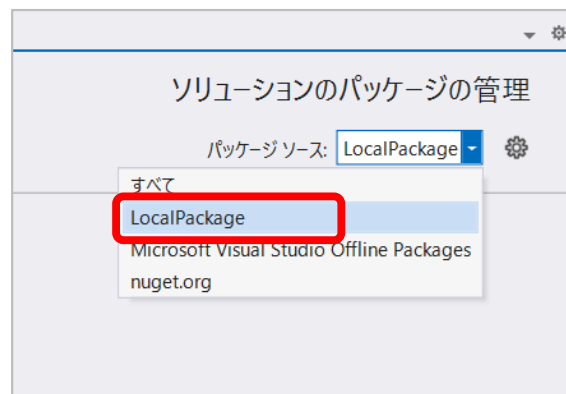 ソリューションのパッケージの管理
パッケージ ソース: LocalPackage
すべて
LocalPackage
Microsoft Visual Studio Offline Packages
nuget.org